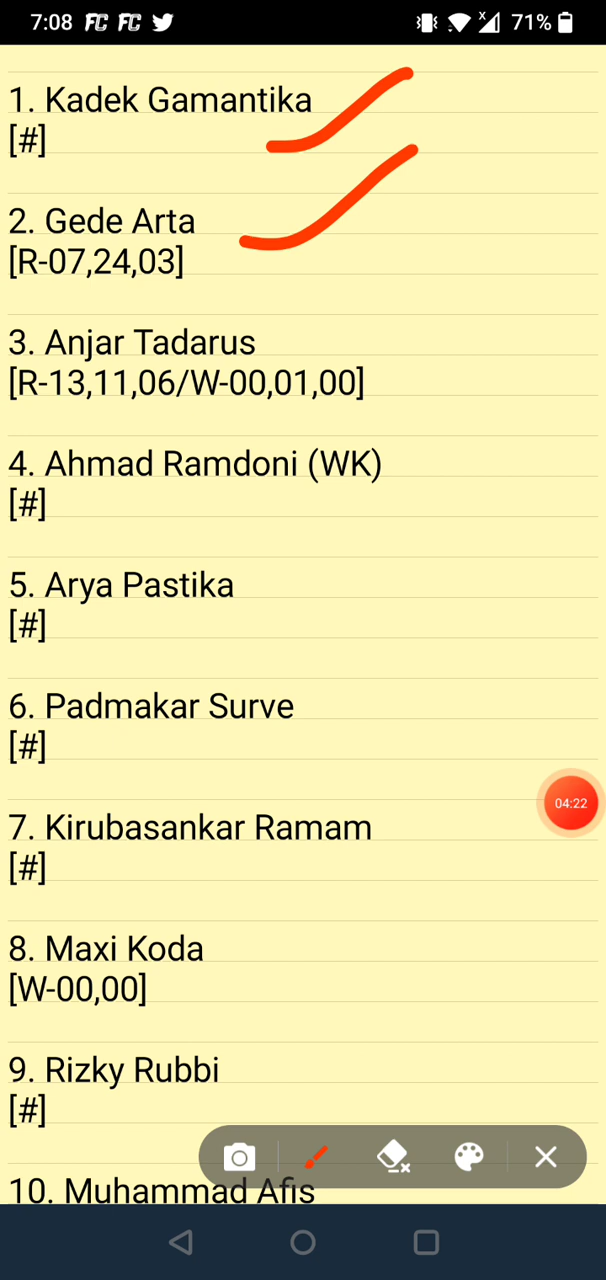 7:08 FC FC 71%
1. Kadek Gamantika
[#]
2. Gede Arta
[R-07,24,03]
3. Anjar Tadarus
[R-13,11,06/W-00,01,00]
4. Ahmad Ramdoni (WK)
[#]
5. Arya Pastika
[#]
6. Padmakar Surve
[#]
7. Kirubasankar Ramam
[#]
04:22
8. Maxi Koda
[W-00,00]
9. Rizky Rubbi
[#]
10. Muhammad Afis